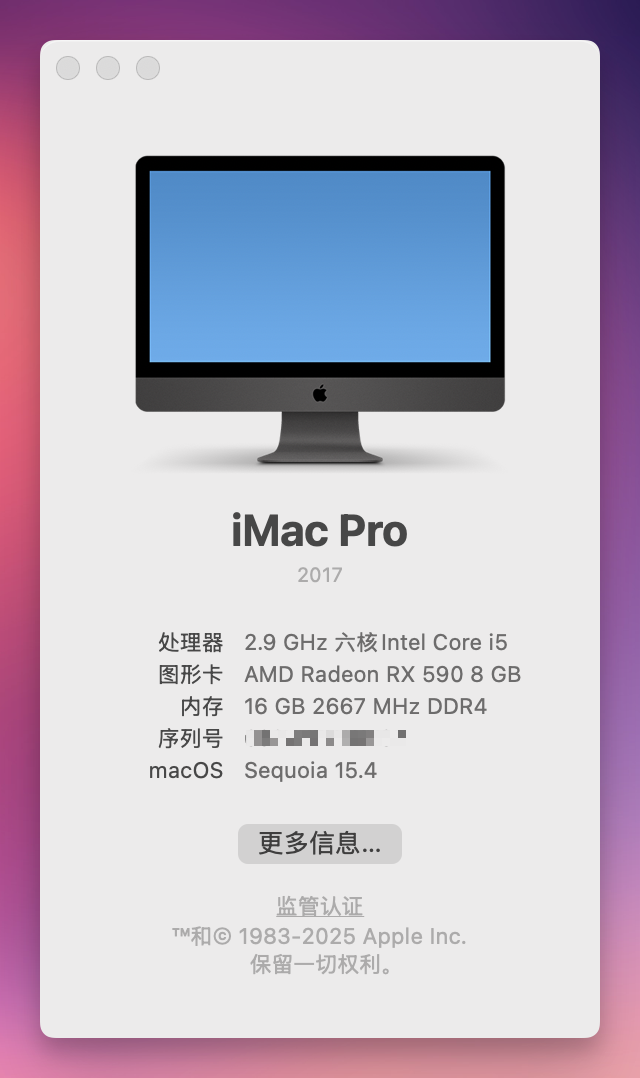 iMac Pro
2017
处理器 2.9 GHz 六核Intel Core i5
图形卡 AMD Radeon RX 590 8 GB
内存 16 GB 2667 MHz DDR4
序列号
macOS Sequoia 15.4
更多信息...
监管认证
™和© 1983-2025 Apple Inc.
保留一切权利。